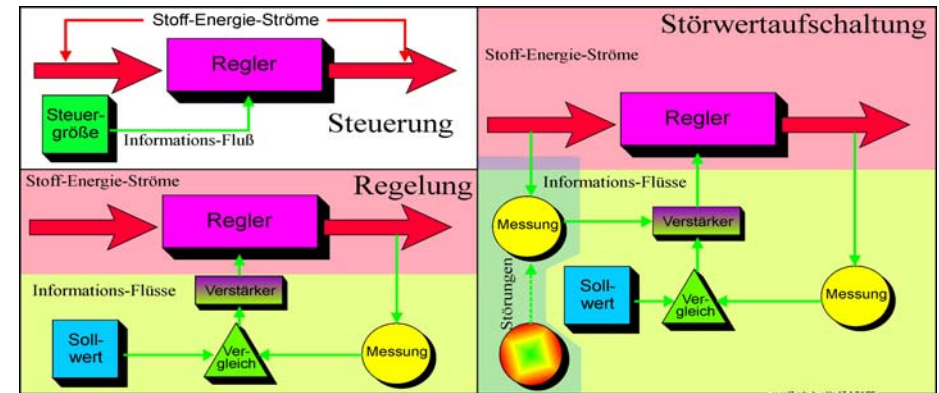 Stoff-Energie-Ströme
Regler
Steuer-
größe
Informations-Fluß
Steuerung
Stoff-Energie-Ströme
Regelung
Regler
Informations-Flüsse
Verstärker
Soll-
wert
Ver-
gleich
Messung
Störwertaufschaltung
Stoff-Energie-Ströme
Regler
Informations-Flüsse
Messung
Verstärker
Störungen
Soll-
wert
Ver-
gleich
Messung